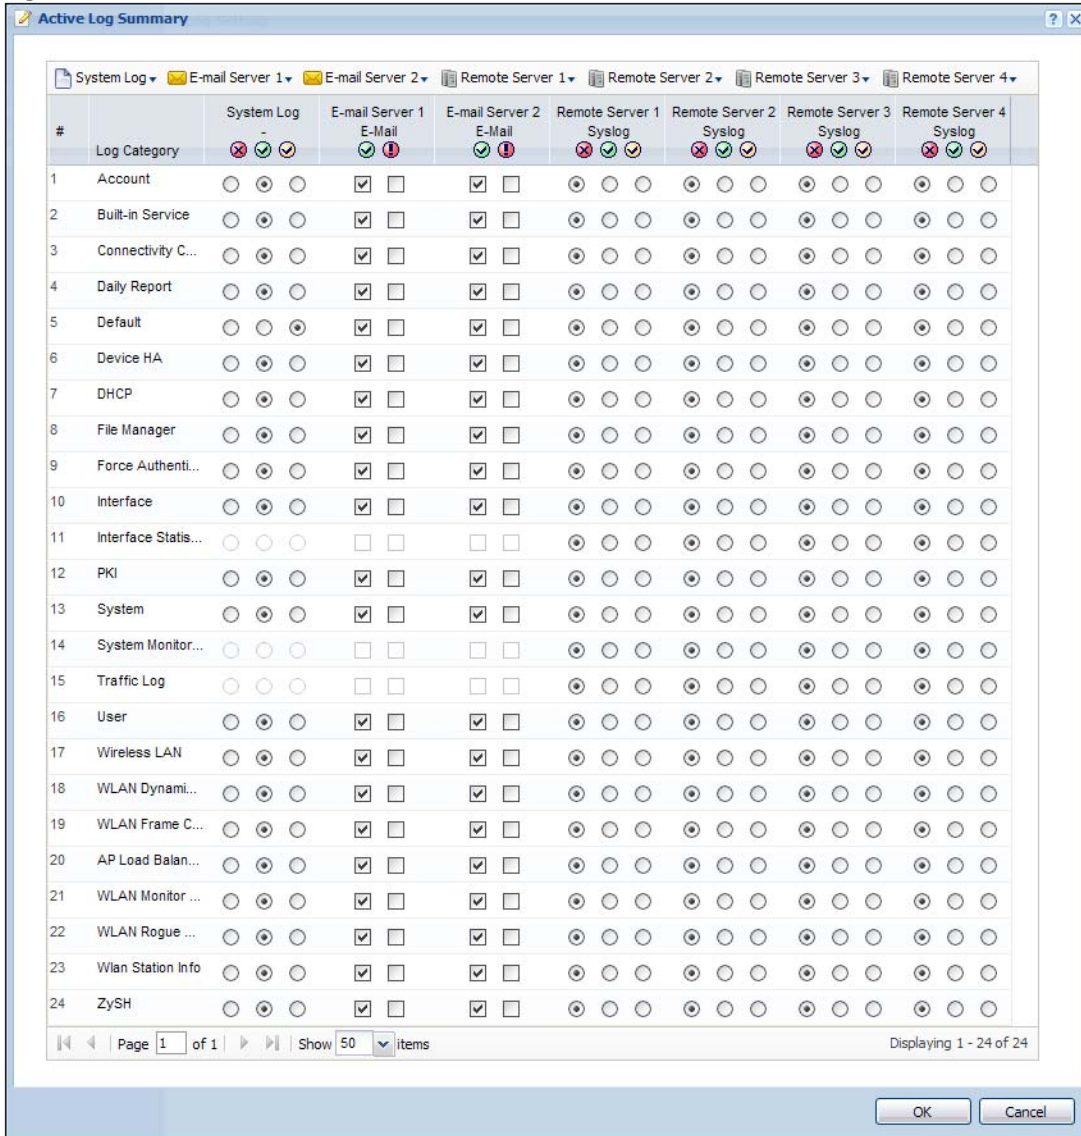 Active Log Summary
System Log E-mail Server 1 E-mail Server 2 Remote Server 1 Remote Server 2 Remote Server 3 Remote Server 4
# Log Category System Log - E-mail Server 1 E-Mail E-mail Server 2 E-Mail Remote Server 1 Syslog Remote Server 2 Syslog Remote Server 3 Syslog Remote Server 4 Syslog
1 Account
2 Built-in Service
3 Connectivity C...
4 Daily Report
5 Default
6 Device HA
7 DHCP
8 File Manager
9 Force Authenti...
10 Interface
11 Interface Statis...
12 PKI
13 System
14 System Monitor...
15 Traffic Log
16 User
17 Wireless LAN
18 WLAN Dynami...
19 WLAN Frame C...
20 AP Load Balan...
21 WLAN Monitor ...
22 WLAN Rogue ...
23 Wlan Station Info
24 ZySH
Page 1 of 1 Show 50 items Displaying 1 - 24 of 24
OK Cancel